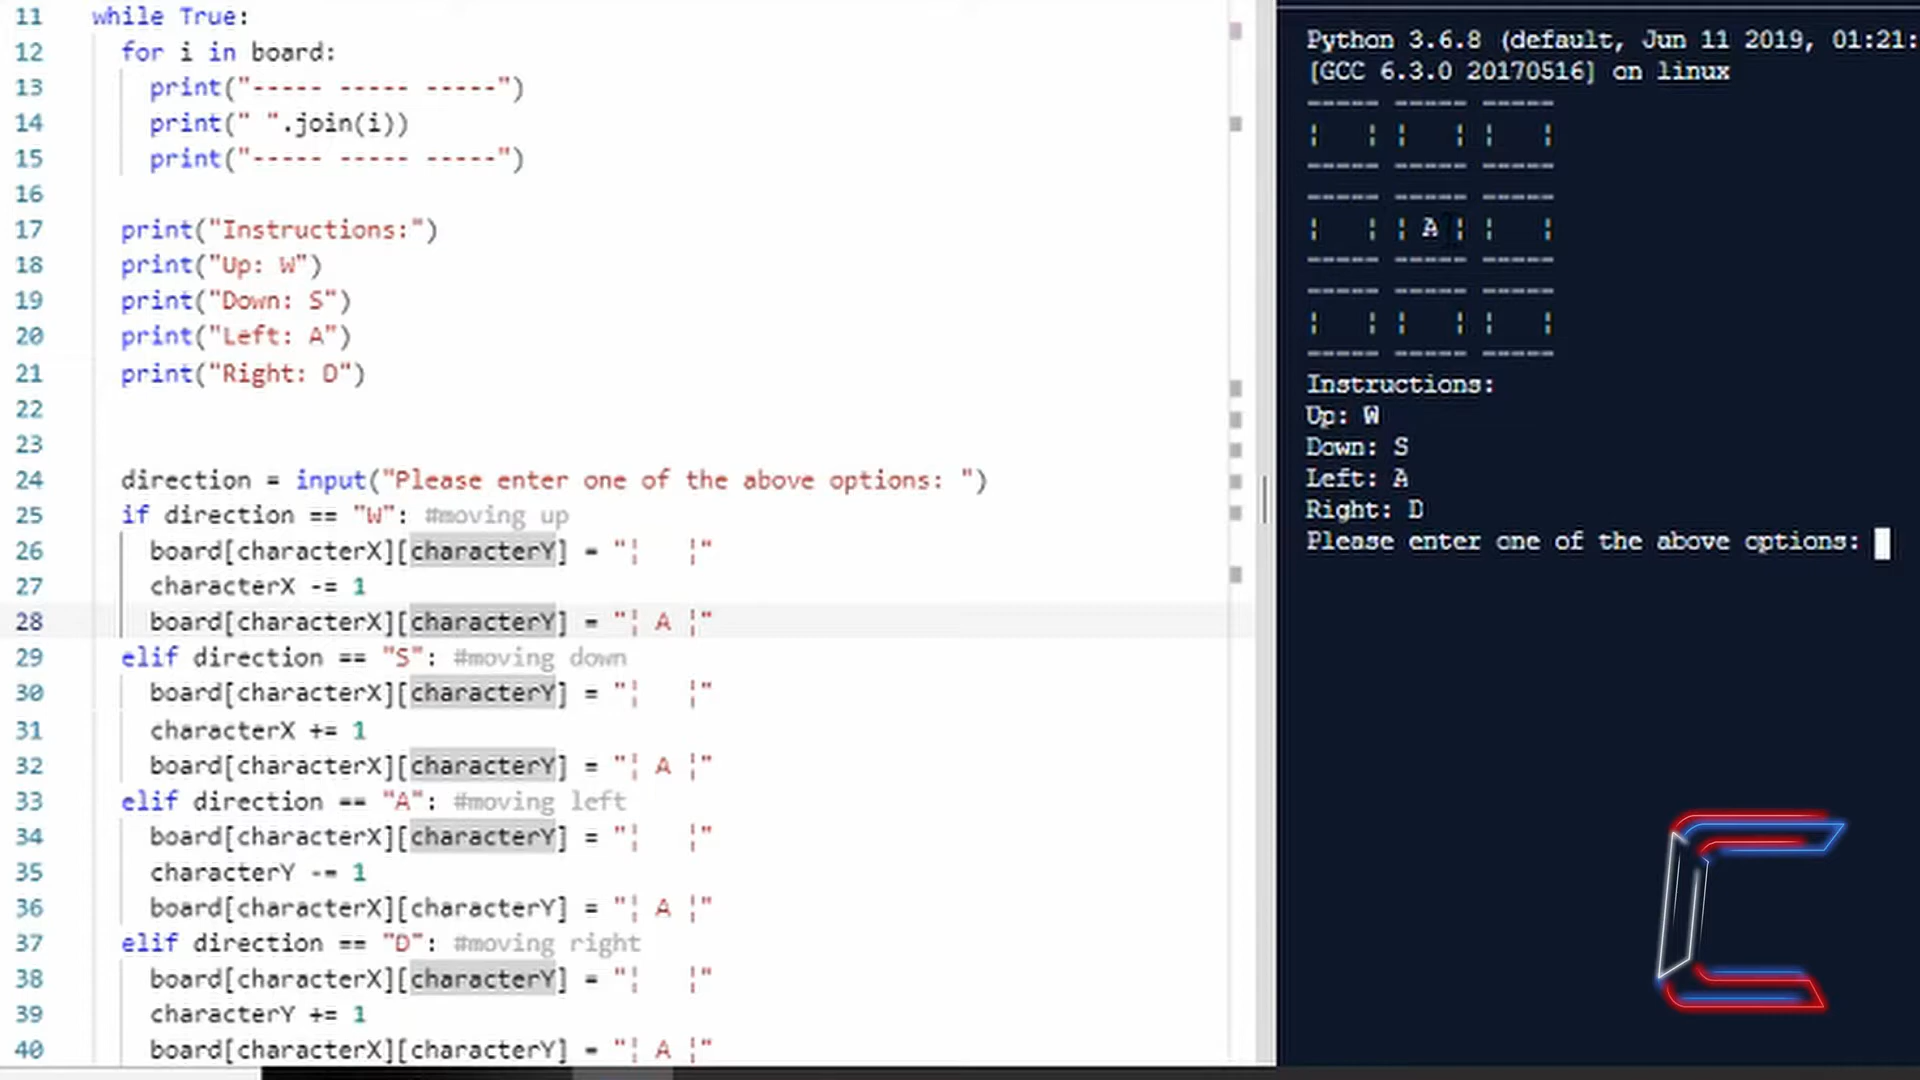 11 while True:
12 for i in board:
13 print("----- ----- -----")
14 print(" ".join(i))
15 print("----- ----- -----")
16
17 print("Instructions:")
18 print("Up: W")
19 print("Down: S")
20 print("Left: A")
21 print("Right: D")
22
23
24 direction = input("Please enter one of the above options: ")
25 if direction == "W": #moving up
26 board[characterX][characterY] = "¦   ¦"
27 characterX -= 1
28 board[characterX][characterY] = "¦ A ¦"
29 elif direction == "S": #moving down
30 board[characterX][characterY] = "¦   ¦"
31 characterX += 1
32 board[characterX][characterY] = "¦ A ¦"
33 elif direction == "A": #moving left
34 board[characterX][characterY] = "¦   ¦"
35 characterY -= 1
36 board[characterX][characterY] = "¦ A ¦"
37 elif direction == "D": #moving right
38 board[characterX][characterY] = "¦   ¦"
39 characterY += 1
40 board[characterX][characterY] = "¦ A ¦"
Python 3.6.8 (default, Jun 11 2019, 01:21:
[GCC 6.3.0 20170516] on linux
----- ----- -----
¦   ¦ ¦   ¦ ¦   ¦
----- ----- -----
----- ----- -----
¦   ¦ ¦ A ¦ ¦   ¦
----- ----- -----
----- ----- -----
¦   ¦ ¦   ¦ ¦   ¦
----- ----- -----
Instructions:
Up: W
Down: S
Left: A
Right: D
Please enter one of the above options: